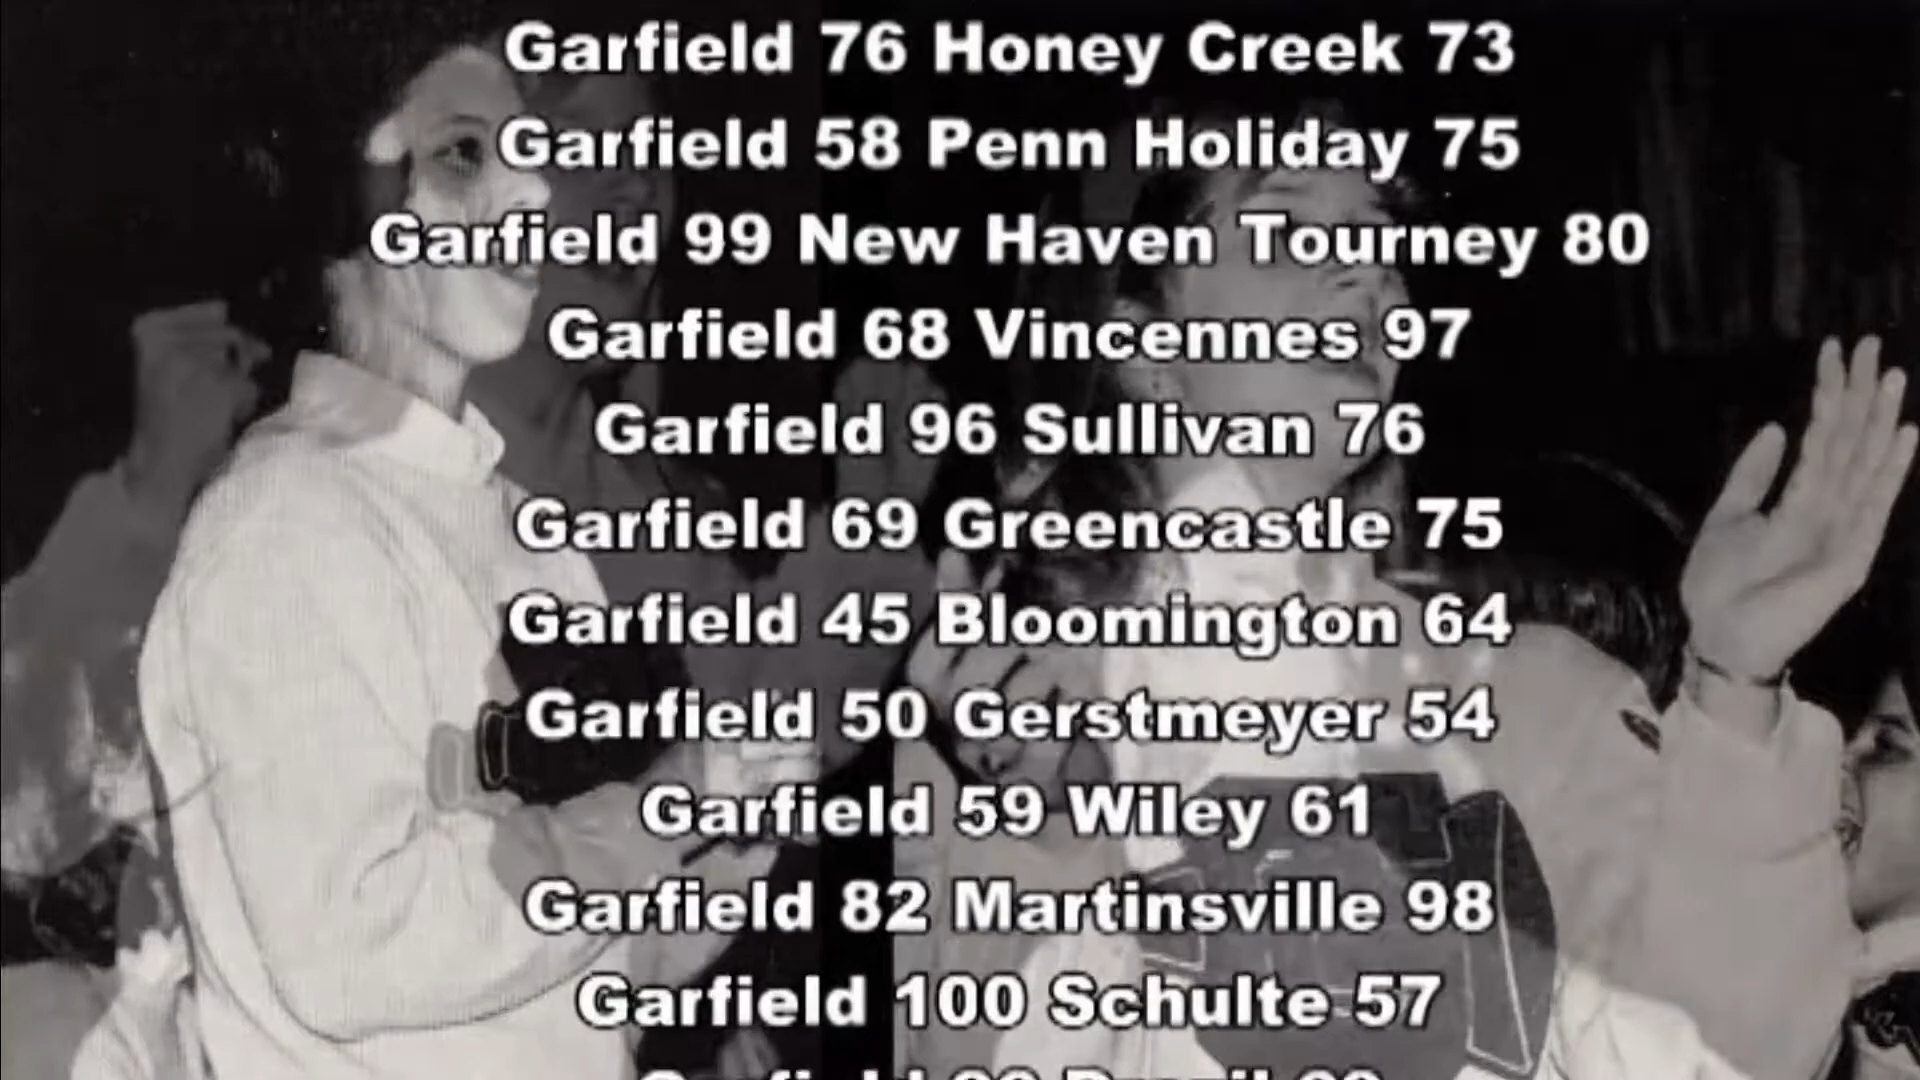 Garfield 76 Honey Creek 73
Garfield 58 Penn Holiday 75
Garfield 99 New Haven Tourney 80
Garfield 68 Vincennes 97
Garfield 96 Sullivan 76
Garfield 69 Greencastle 75
Garfield 45 Bloomington 64
Garfield 50 Gerstmeyer 54
Garfield 59 Wiley 61
Garfield 82 Martinsville 98
Garfield 100 Schulte 57
Garfield